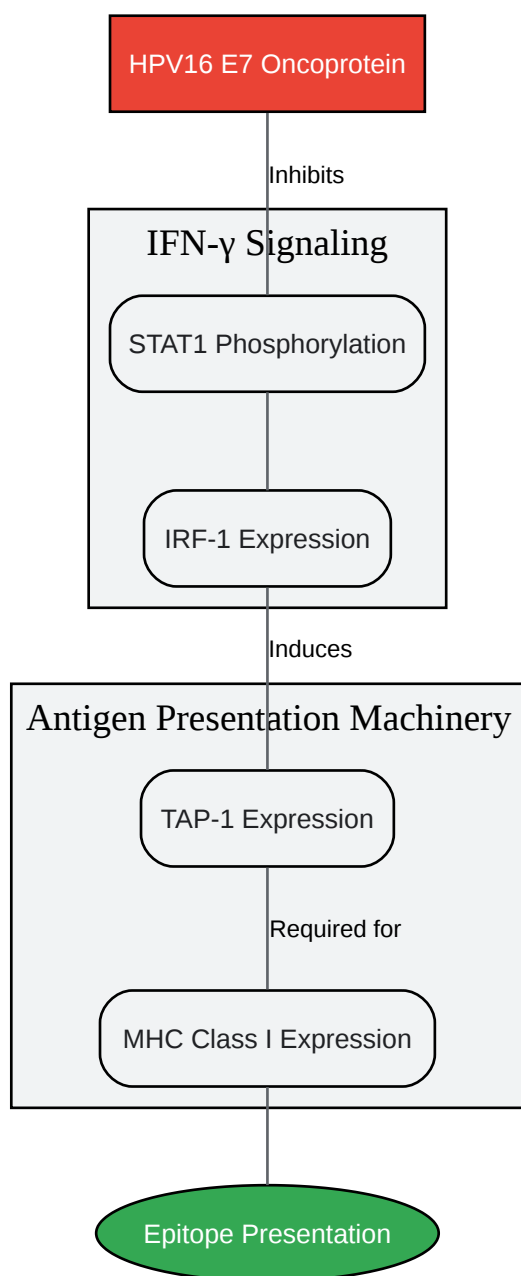 HPV16 E7 Oncoprotein
Inhibits
IFN-γ Signaling
STAT1 Phosphorylation
IRF-1 Expression
Induces
Antigen Presentation Machinery
TAP-1 Expression
Required for
MHC Class I Expression
Epitope Presentation